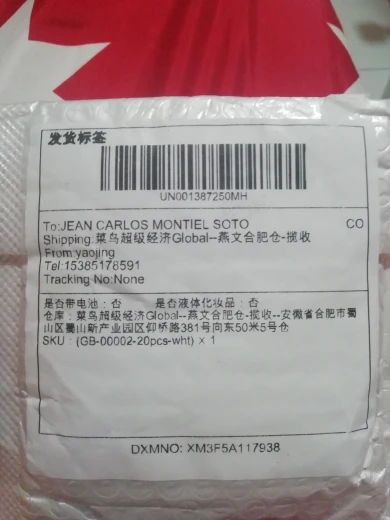 发货标签
UN001387250MH
To:JEAN CARLOS MONTIEL SOTO CO
Shipping:菜鸟超级经济Global--燕文合肥仓-揽收
From:yaojing
Tel:15385178591
Tracking No:None
是否带电池：否 是否液体化妆品：否
仓库：菜鸟超级经济Global--燕文合肥仓-揽收--安徽省合肥市蜀
山区蜀山新产业园区仰桥路381号向东50米5号仓
SKU：(GB-00002-20pcs-wht) × 1
DXMNO: XM3F5A117938